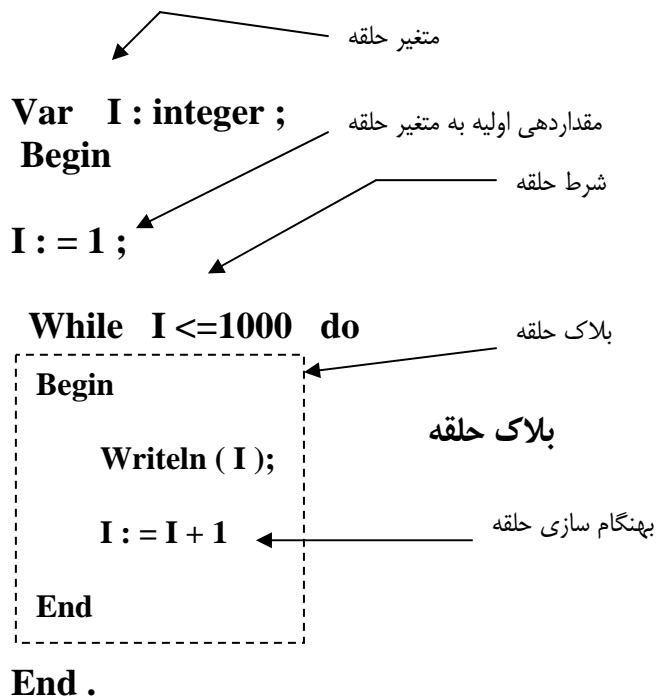 متغیر حلقه
Var I : integer ;
مقداردهی اولیه به متغیر حلقه
Begin
شرط حلقه
I : = 1 ;
While I <=1000 do
بلاک حلقه
Begin
بلاک حلقه
Writeln ( I );
I : = I + 1
بهنگام سازی حلقه
End
End .